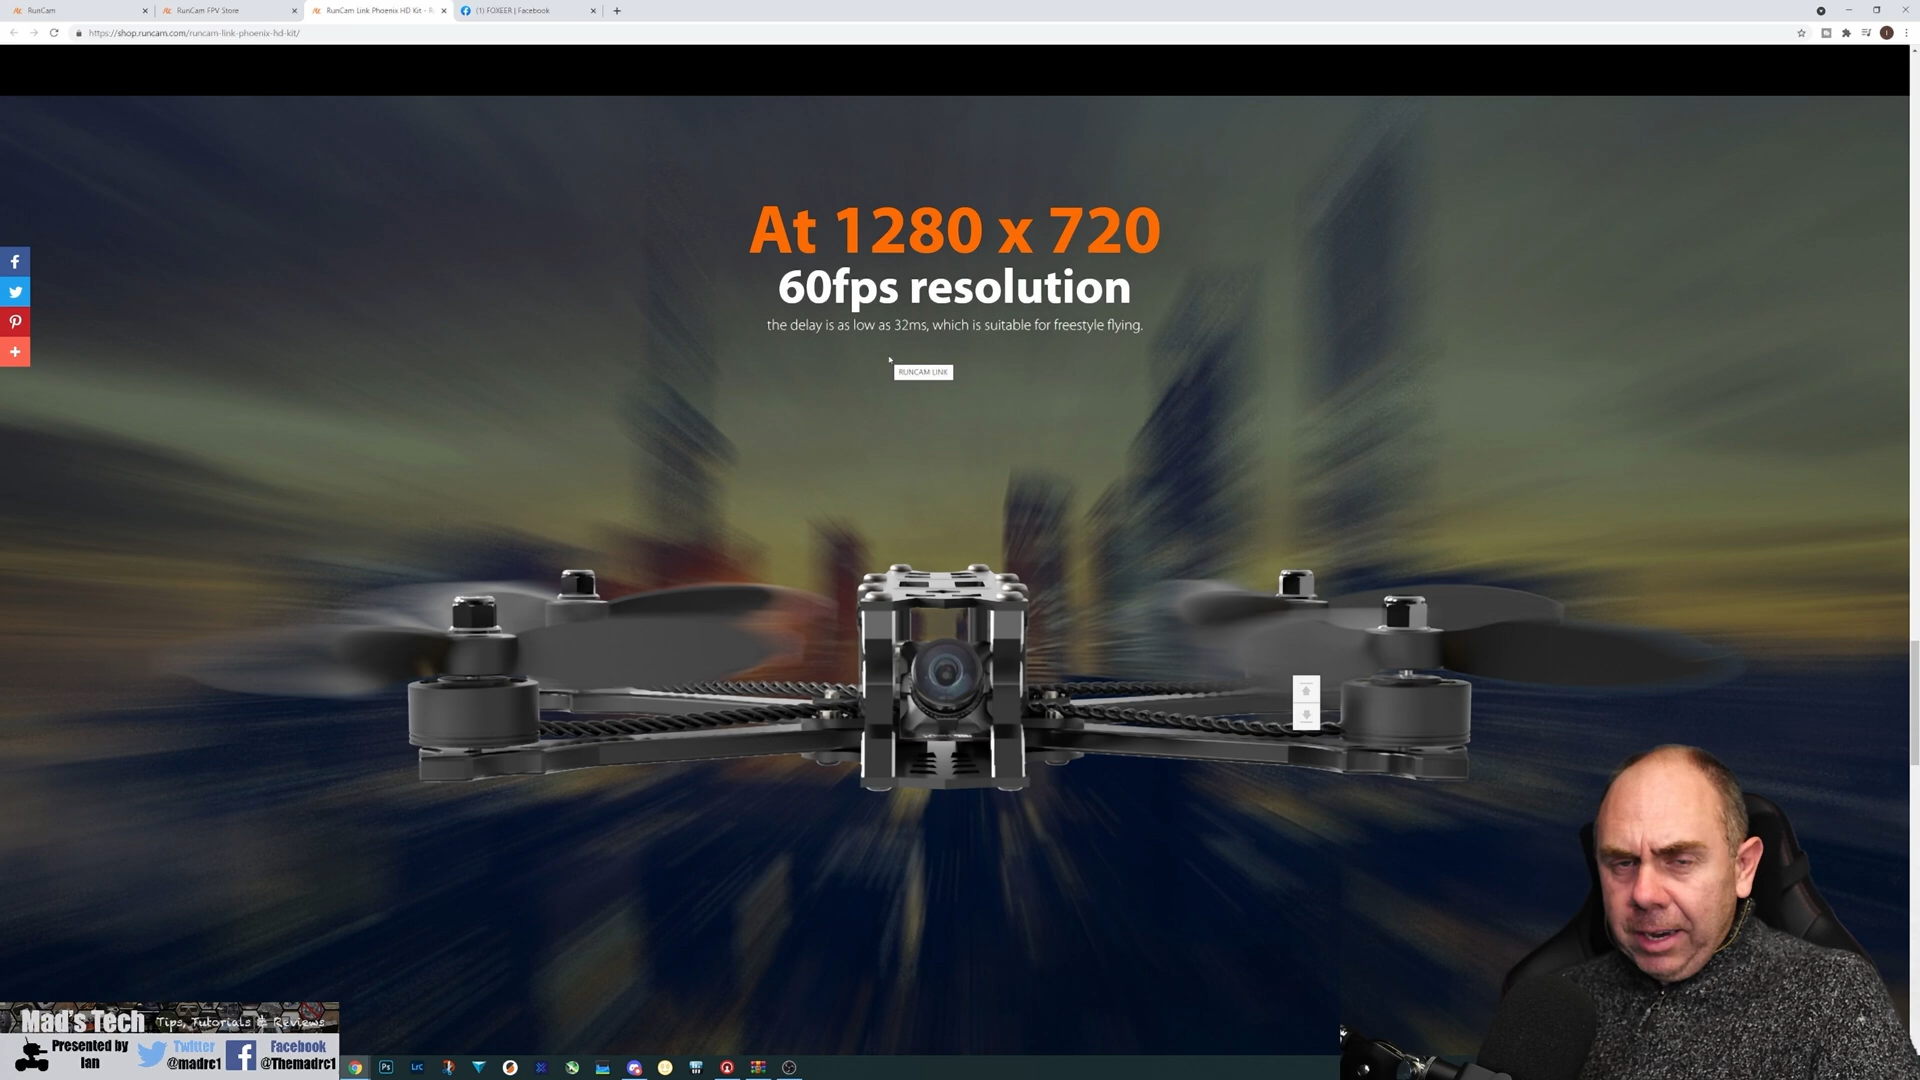 RunCam
RunCam FPV Store
RunCam Link Phoenix HD Kit - R
(1) FOXEER | Facebook
https://shop.runcam.com/runcam-link-phoenix-hd-kit/
At 1280 x 720
60fps resolution
the delay is as low as 32ms, which is suitable for freestyle flying.
RUNCAM LINK
Mad's Tech Tips, Tutorials & Reviews
Presented by
Ian
Twitter
@madrc1
Facebook
@Themadrc1
Ps
LrC